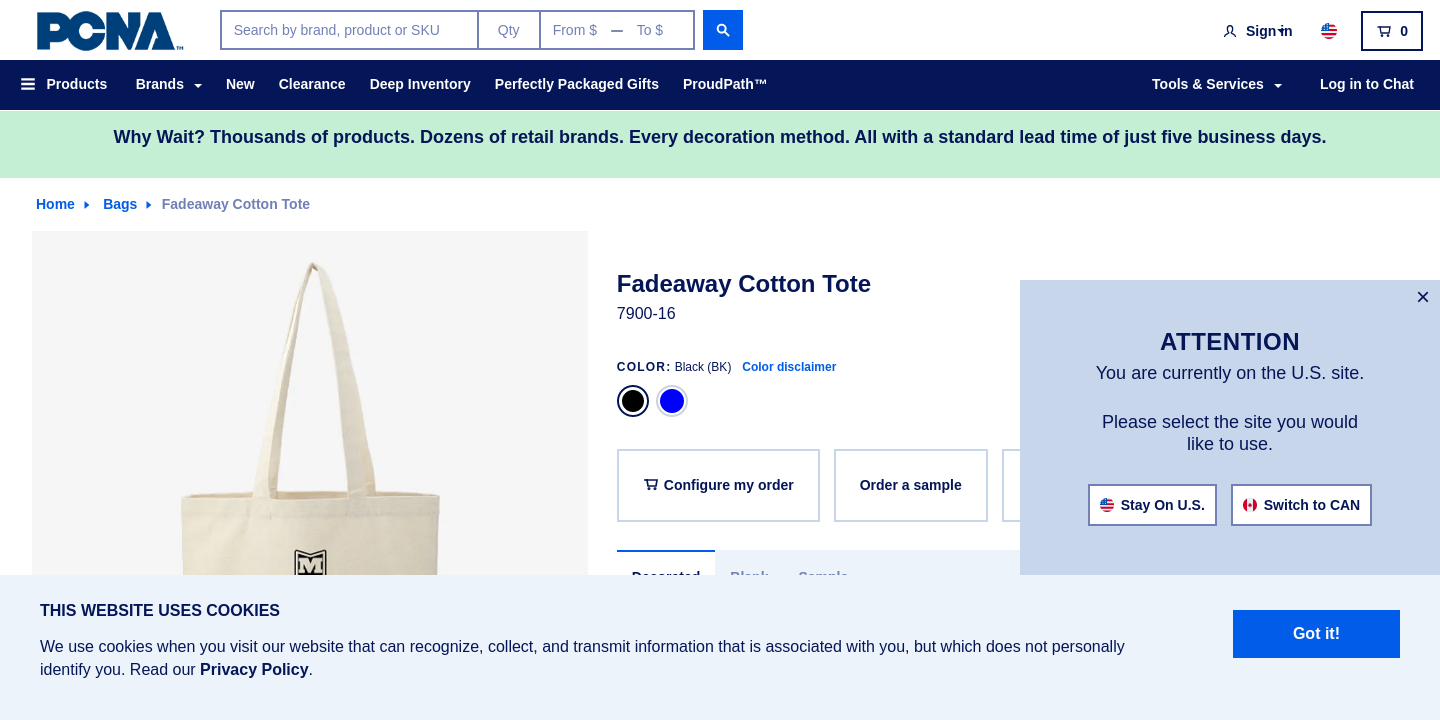 PCNA™
Search by brand, product or SKU
Qty
From $ — To $
Sign in
0
Products
Brands
New
Clearance
Deep Inventory
Perfectly Packaged Gifts
ProudPath™
Tools & Services
Log in to Chat
Why Wait? Thousands of products. Dozens of retail brands. Every decoration method. All with a standard lead time of just five business days.
Home
Bags
Fadeaway Cotton Tote
Fadeaway Cotton Tote
7900-16
COLOR: Black (BK) Color disclaimer
Configure my order
Order a sample
Decorated
Blank
Sample
M
×
ATTENTION
You are currently on the U.S. site.
Please select the site you would
like to use.
Stay On U.S.
Switch to CAN
THIS WEBSITE USES COOKIES
We use cookies when you visit our website that can recognize, collect, and transmit information that is associated with you, but which does not personally
identify you. Read our Privacy Policy.
Got it!